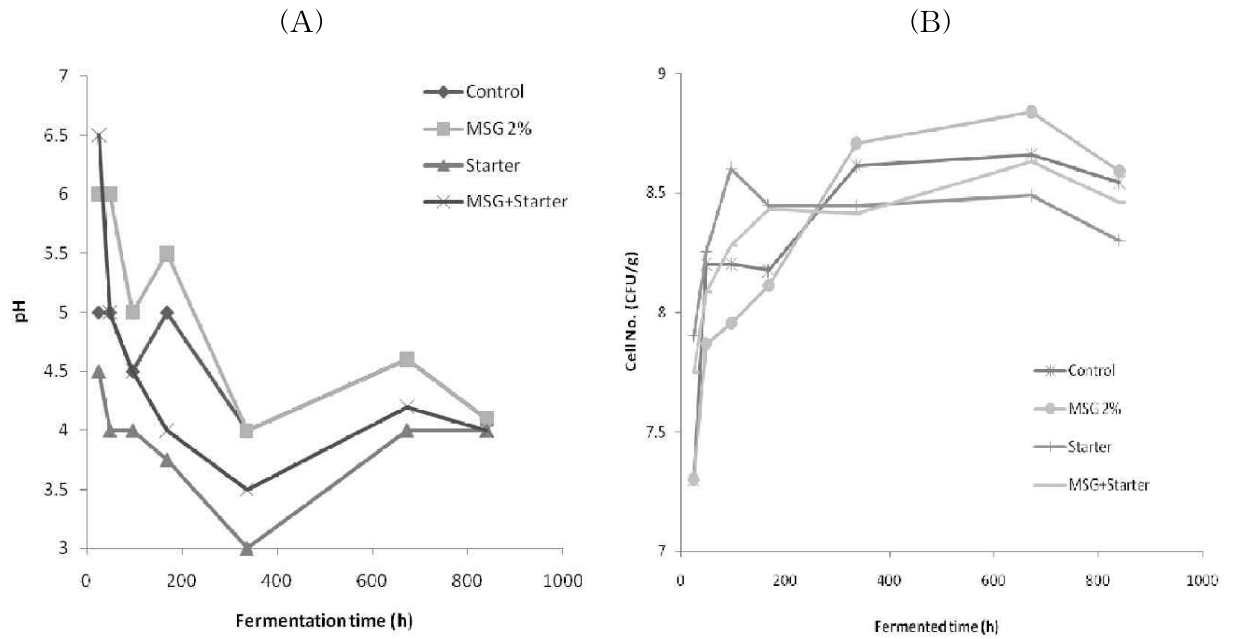 (A)
(B)
7
6.5
6
5.5
5
4.5
4
3.5
3
pH
0
200
400
600
800
1000
Fermentation time (h)
Control
MSG 2%
Starter
MSG+Starter
9
8.5
8
7.5
7
Cell No. (CFU/g)
0
200
400
600
800
1000
Fermented time (h)
Control
MSG 2%
Starter
MSG+Starter